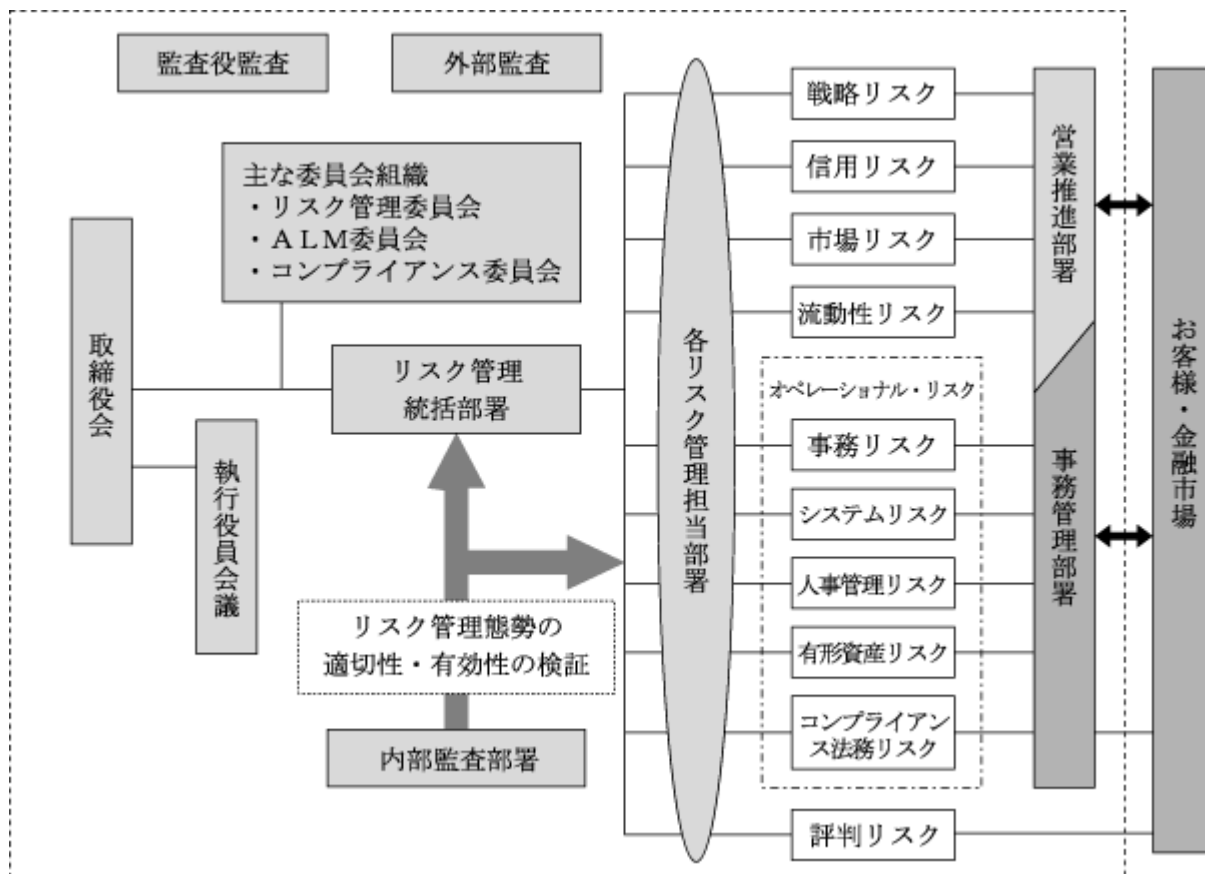 監査役監査
外部監査
主な委員会組織
・リスク管理委員会
・ALM委員会
・コンプライアンス委員会
取締役会
執行役員会議
リスク管理
統括部署
リスク管理態勢の
適切性・有効性の検証
内部監査部署
各リスク管理担当部署
戦略リスク
信用リスク
市場リスク
流動性リスク
オペレーショナル・リスク
事務リスク
システムリスク
人事管理リスク
有形資産リスク
コンプライアン
ス法務リスク
評判リスク
営業推進部署
事務管理部署
お客様・金融市場